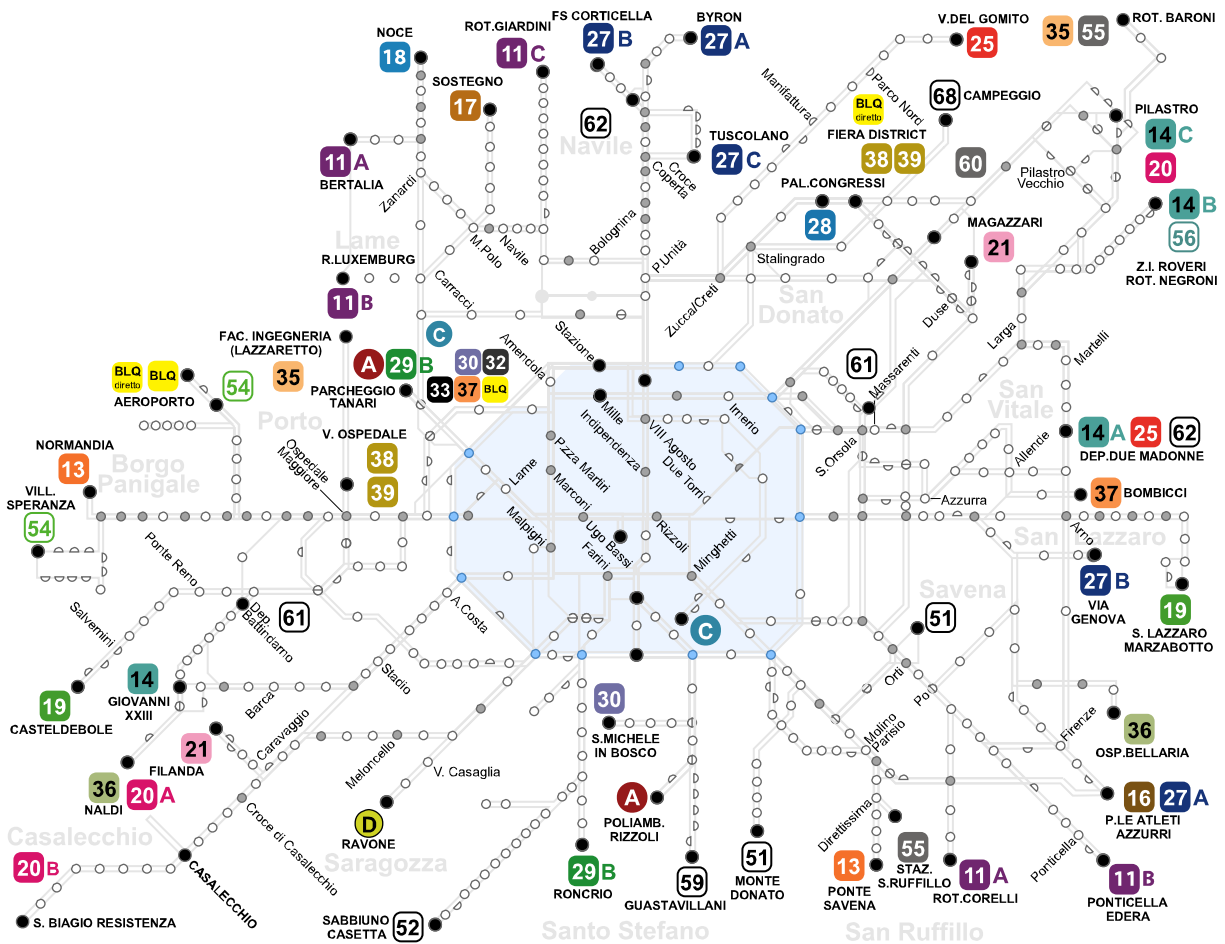 FS CORTICELLA
27 B
BYRON
27 A
V.DEL GOMITO
25
35 55
ROT. BARONI
NOCE
18
ROT.GIARDINI
11 C
SOSTEGNO
17
62
Navile
Manifattura
Parco Nord
BLQ
diretto
FIERA DISTRICT
38 39
68 CAMPEGGIO
PILASTRO
14 C
20
TUSCOLANO
27 C
Croce
Coperta
60
Pilastro
Vecchio
11 A
BERTALIA
Zanardi
PAL.CONGRESSI
28
MAGAZZARI
21
14 B
56
Z.I. ROVERI
ROT. NEGRONI
Lame
M.Polo
Navile
Bolognina
P.Unità
Stalingrado
R.LUXEMBURG
11 B
Carracci
Zucca/Creti
San
Donato
Duse
Larga
Martelli
FAC. INGEGNERIA
(LAZZARETTO)
35
C
A 29 B
30 32
PARCHEGGIO
TANARI
33 37 BLQ
Amendola
Stazione
61
Massarenti
BLQ
diretto
BLQ
AEROPORTO
54
Porto
Mille
Indipendenza
VIII Agosto
Irnerio
San
Vitale
NORMANDIA
13
Borgo
Panigale
Ospedale
Maggiore
V. OSPEDALE
38
39
Lame
P.zza Martiri
Marconi
Due Torri
S.Orsola
Allende
14 A 25 62
DEP.DUE MADONNE
VILL.
SPERANZA
54
Malpighi
Ugo Bassi
Farini
Rizzoli
Minghetti
Azzurra
37 BOMBICCI
Arno
San Lazzaro
Ponte Reno
27 B
VIA
GENOVA
19
S. LAZZARO
MARZABOTTO
Salvemini
Dep.
Battindarno
61
A.Costa
C
Savena
51
14
GIOVANNI
XXIII
Barca
Stadio
Orti
Po
19
CASTELDEBOLE
21
FILANDA
Caravaggio
30
S.MICHELE
IN BOSCO
Molino
Parisio
Firenze
36
OSP.BELLARIA
36 20 A
NALDI
Meloncello
V. Casaglia
D
RAVONE
A
POLIAMB.
RIZZOLI
16 27 A
P.LE ATLETI
AZZURRI
Casalecchio
Croce di Casalecchio
Saragozza
Direttissima
Ponticella
20 B
CASALECCHIO
29 B
RONCRIO
59
GUASTAVILLANI
51
MONTE
DONATO
13
PONTE
SAVENA
55
STAZ.
S.RUFFILLO
11 A
ROT.CORELLI
11 B
PONTICELLA
EDERA
S. BIAGIO RESISTENZA
SABBIUNO
CASETTA
52
Santo Stefano
San Ruffillo